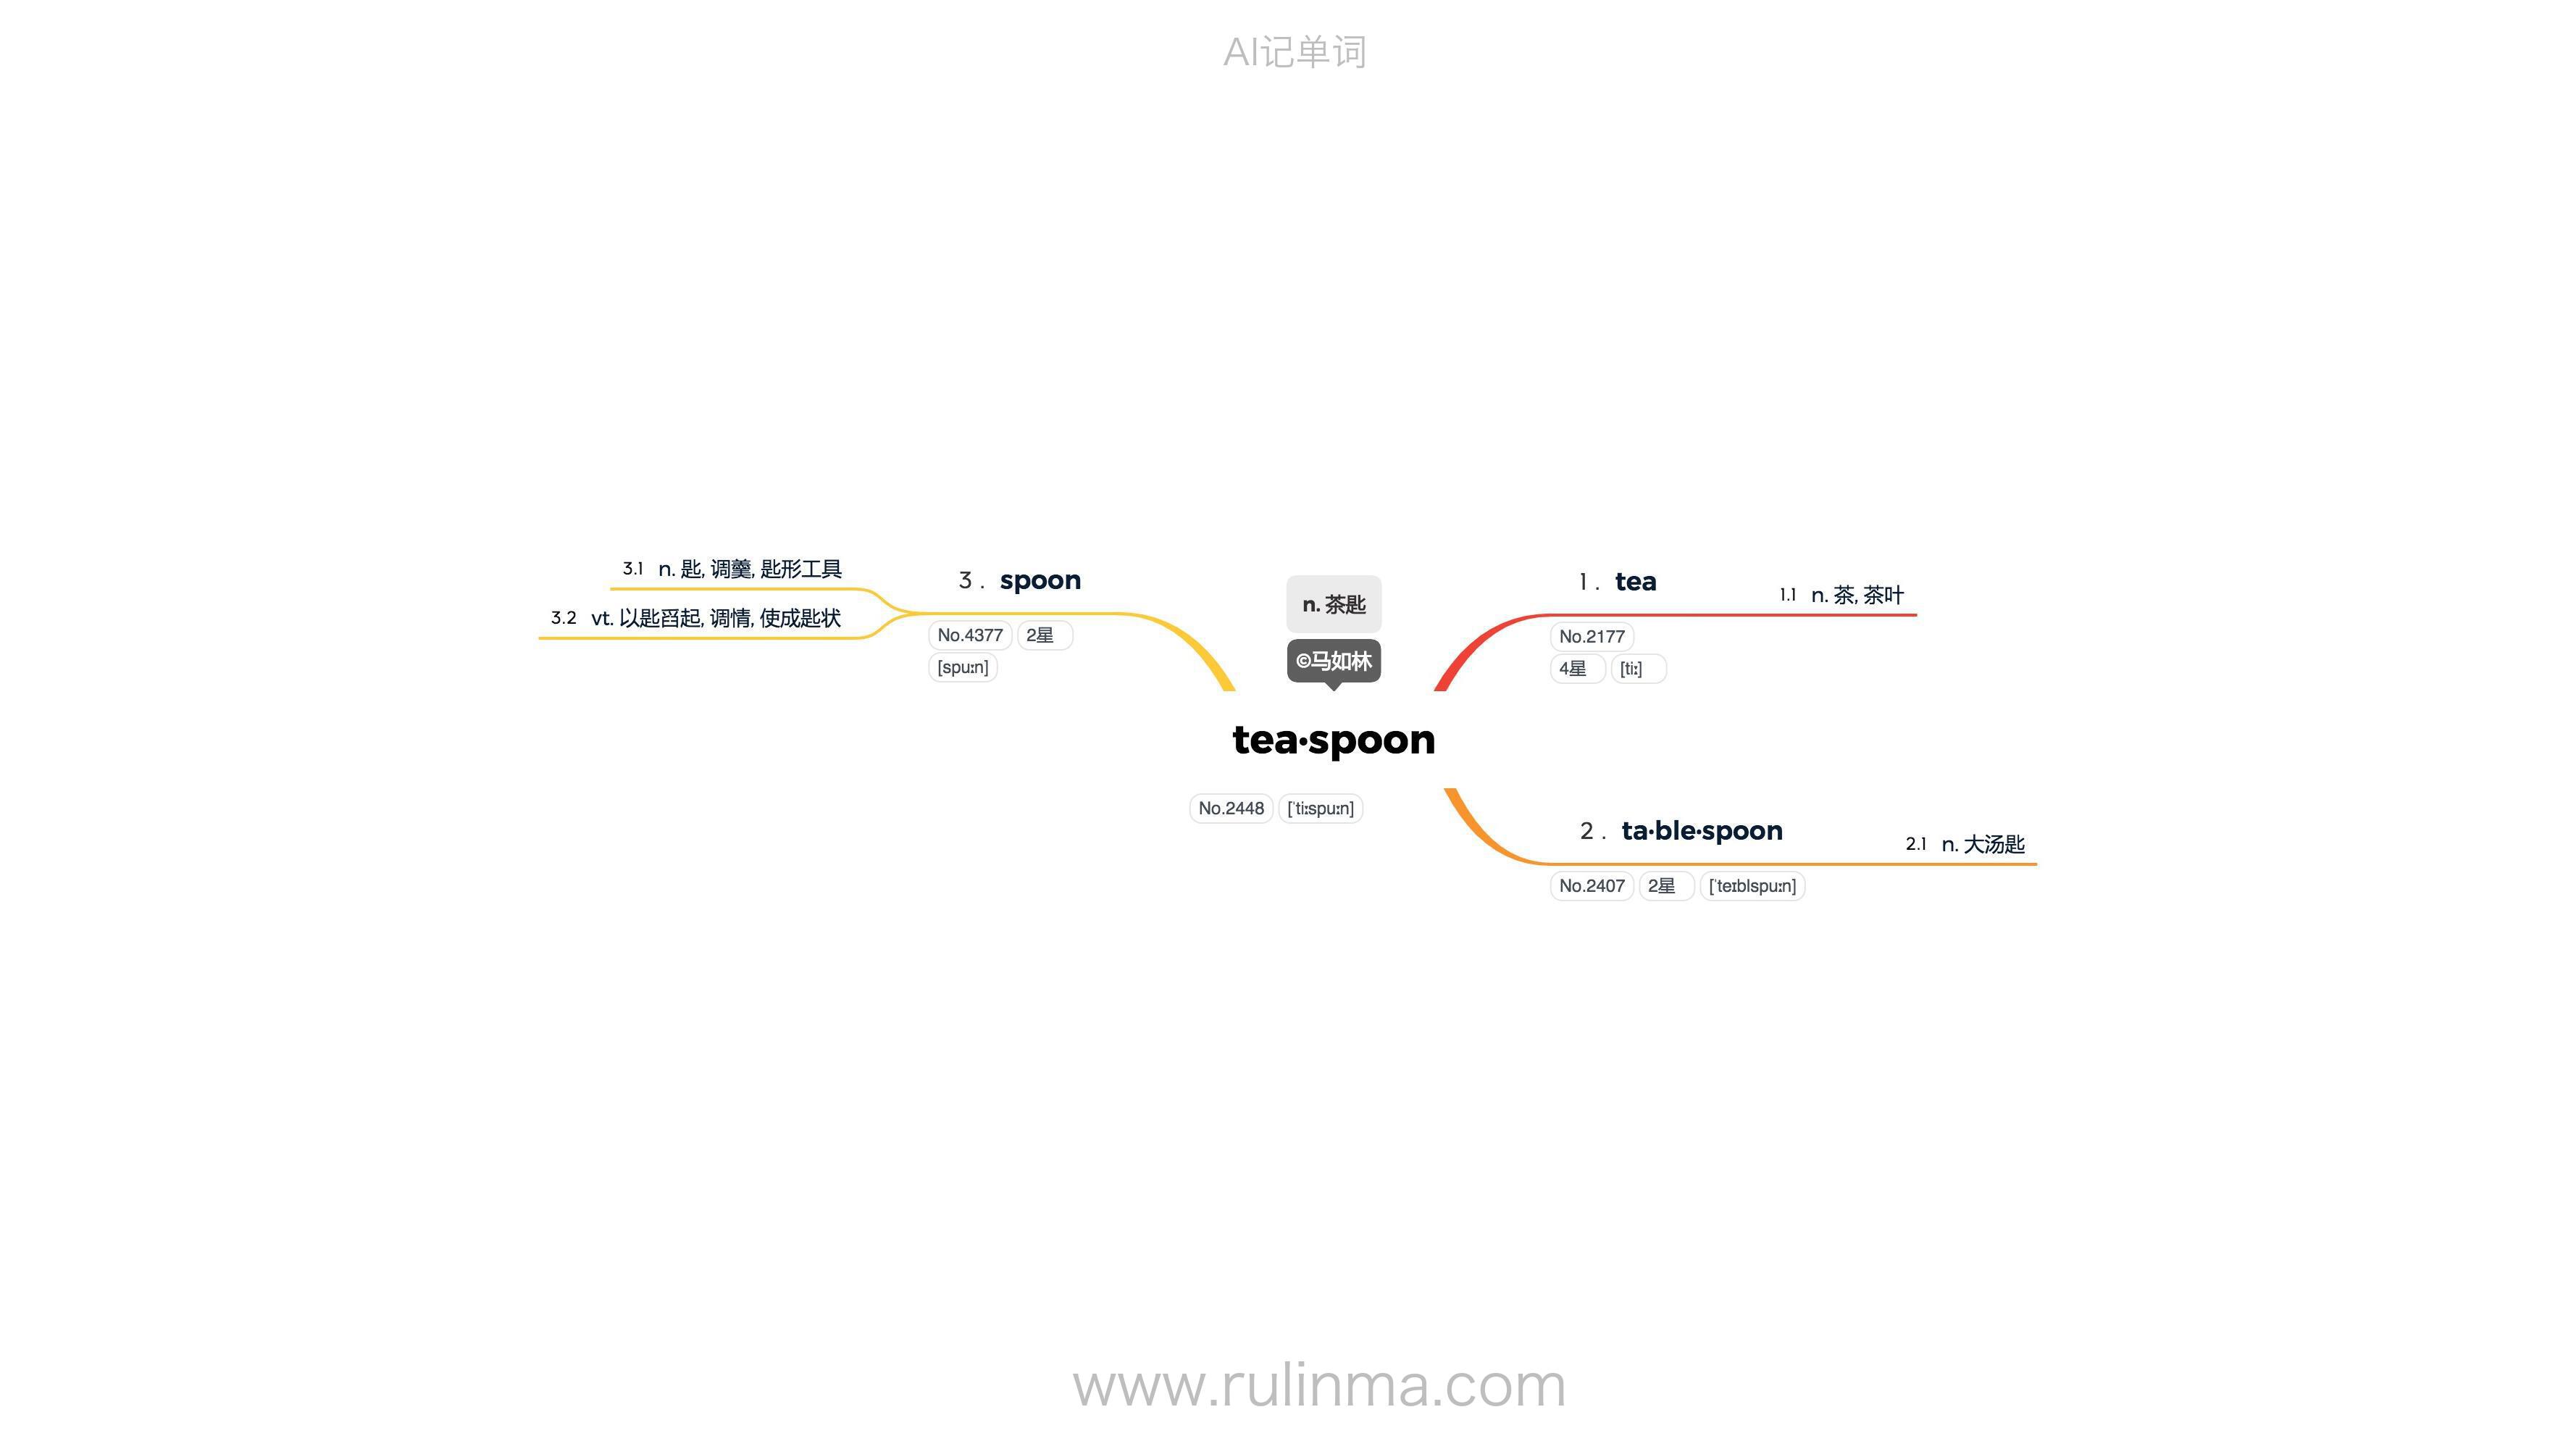 AI记单词
n. 茶匙
©马如林
tea·spoon
No.2448 [ˈtiːspuːn]
1. tea
No.2177
4星 [tiː]
1.1 n. 茶, 茶叶
2. ta·ble·spoon
No.2407 2星 [ˈteɪblspuːn]
2.1 n. 大汤匙
3. spoon
No.4377 2星
[spuːn]
3.1 n. 匙, 调羹, 匙形工具
3.2 vt. 以匙舀起, 调情, 使成匙状
www.rulinma.com